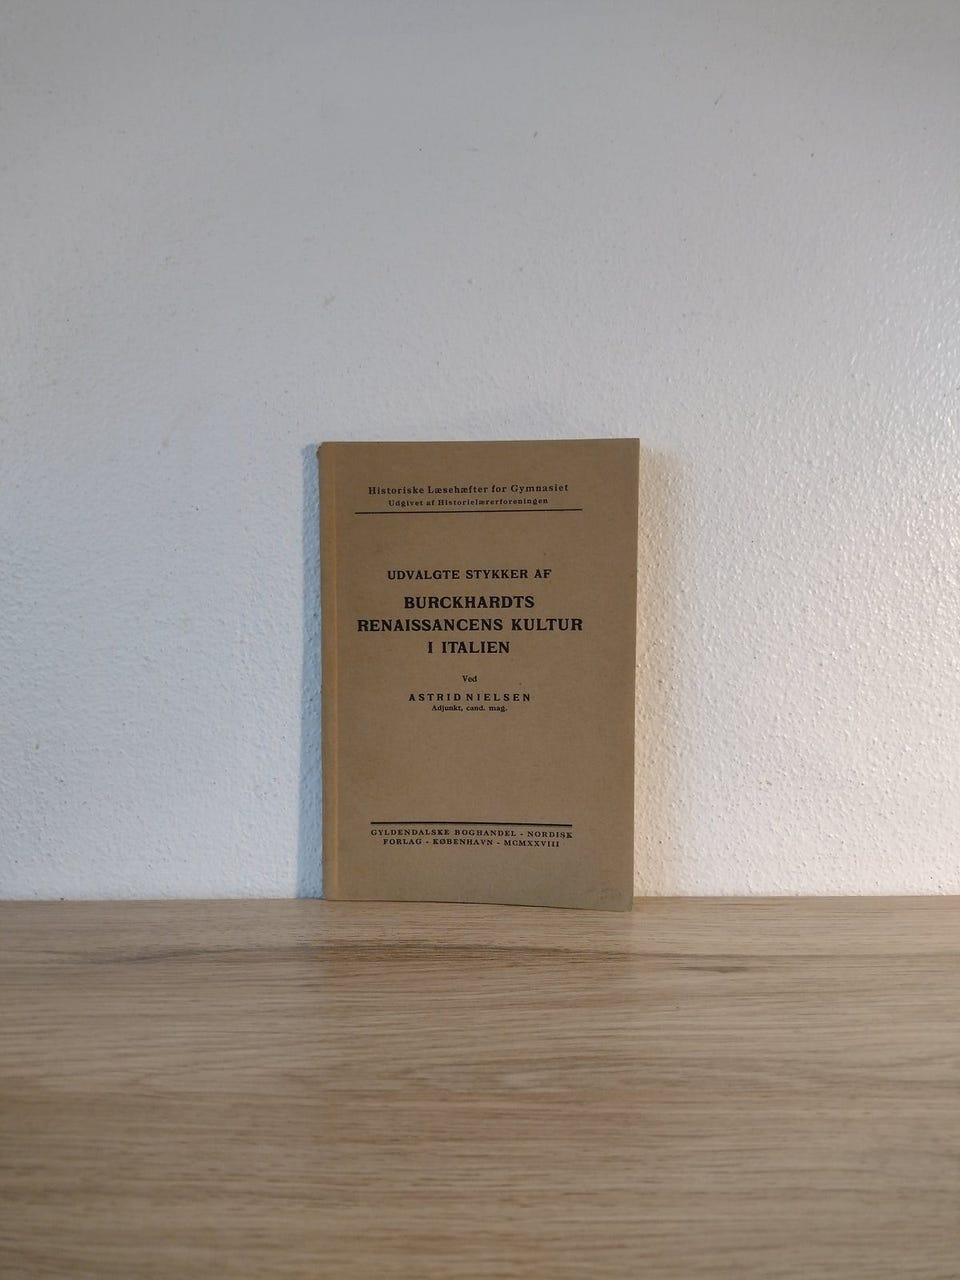 Historiske Læsehæfter for Gymnasiet
Udgivet af Historielærerforeningen
UDVALGTE STYKKER AF
BURCKHARDTS
RENAISSANCENS KULTUR
I ITALIEN
Ved
ASTRID NIELSEN
Adjunkt, cand. mag.
GYLDENDALSKE BOGHANDEL - NORDISK
FORLAG - KØBENHAVN - MCMXXVIII